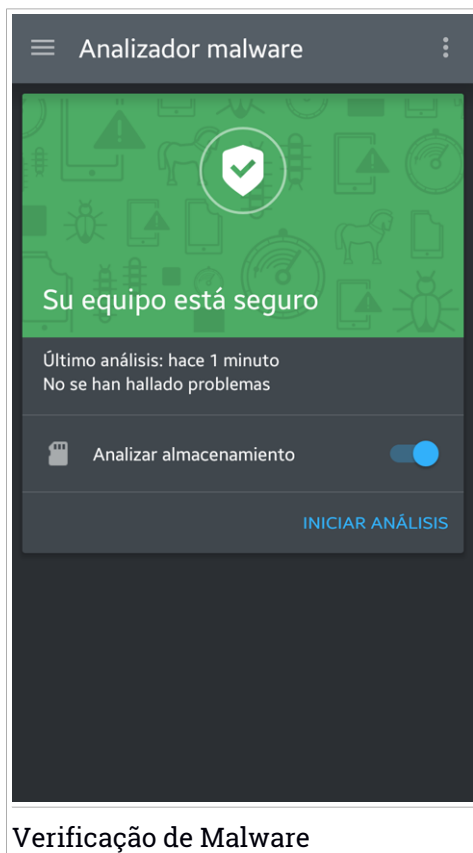 Analizador malware
Su equipo está seguro
Último análisis: hace 1 minuto
No se han hallado problemas
Analizar almacenamiento
INICIAR ANÁLISIS
Verificação de Malware